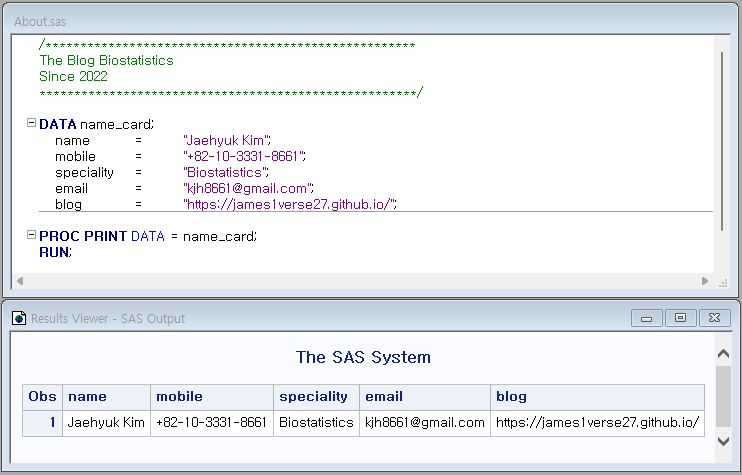 About.sas
/*****************************************************
The Blog Biostatistics
Since 2022
******************************************************/
DATA name_card;
name = "Jaehyuk Kim";
mobile = "+82-10-3331-8661";
speciality = "Biostatistics";
email = "kjh8661@gmail.com";
blog = "https://james1verse27.github.io/";
PROC PRINT DATA = name_card;
RUN;
Results Viewer - SAS Output
The SAS System
Obs name mobile speciality email blog
1 Jaehyuk Kim +82-10-3331-8661 Biostatistics kjh8661@gmail.com https://james1verse27.github.io/